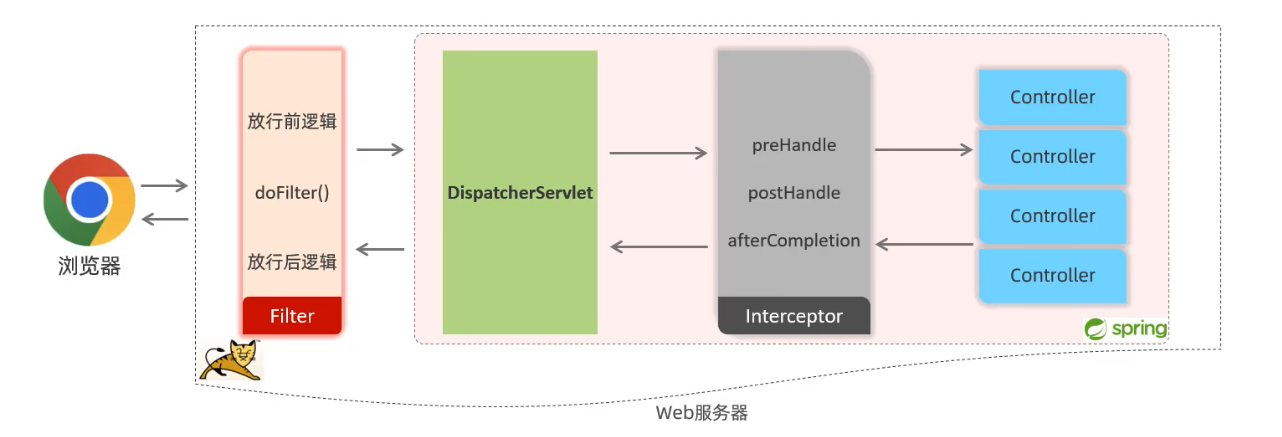 浏览器
放行前逻辑
doFilter()
放行后逻辑
Filter
DispatcherServlet
preHandle
postHandle
afterCompletion
Interceptor
Controller
Controller
Controller
Controller
spring
Web服务器